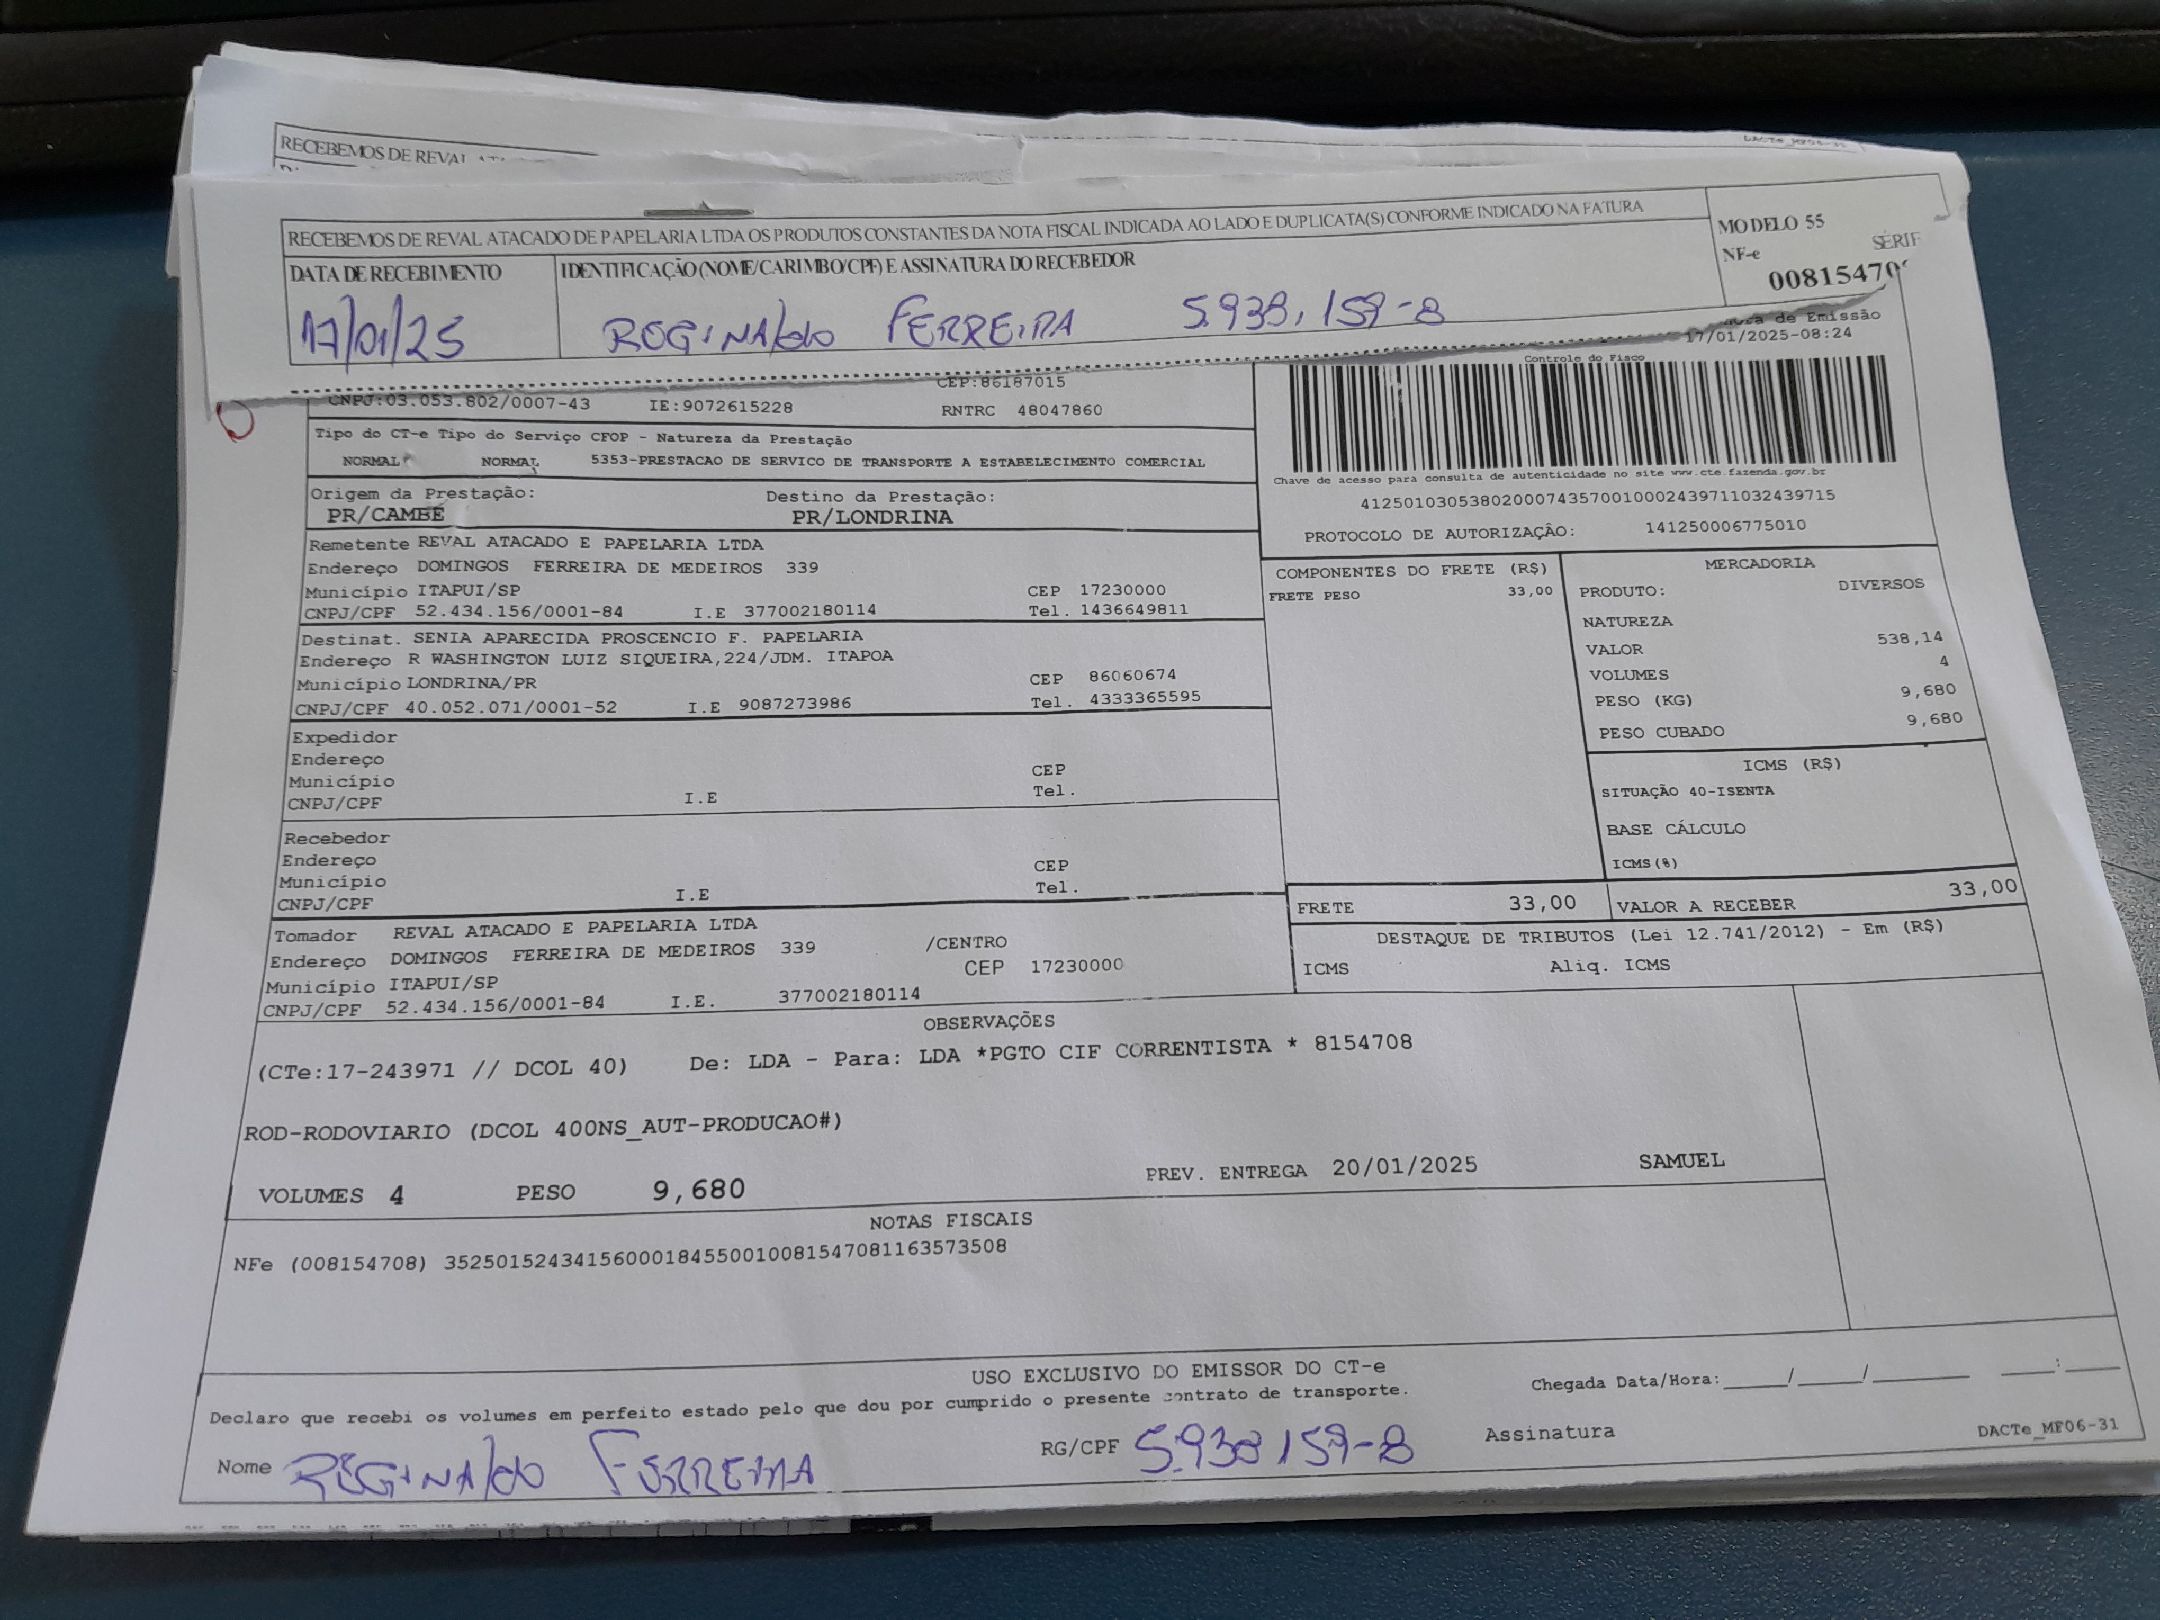 RECEBEMOS DE REVAL
RECEBEMOS DE REVAL ATACADO DE PAPELARIA LTDA OS PRODUTOS CONSTANTES DA NOTA FISCAL INDICADA AO LADO E DUPLICATA(S) CONFORME INDICADO NA FATURA
MODELO 55
NF-e SÉRIE
00815470
DATA DE RECEBIMENTO IDENTIFICAÇÃO (NOME/CARIMBO/CPF) E ASSINATURA DO RECEBEDOR
17/01/25 REGINALDO FERREIRA 5.938.159-8
de Emissão
17/01/2025-08:24
Controle do Fisco
CEP:86187015
CNPJ:03.053.802/0007-43 IE:9072615228 RNTRC 48047860
Tipo do CT-e Tipo do Serviço CFOP - Natureza da Prestação
NORMAL NORMAL 5353-PRESTACAO DE SERVICO DE TRANSPORTE A ESTABELECIMENTO COMERCIAL
Chave de acesso para consulta de autenticidade no site www.cte.fazenda.gov.br
41250103053802000743570010002439711032439715
PROTOCOLO DE AUTORIZAÇÃO: 141250006775010
Origem da Prestação: Destino da Prestação:
PR/CAMBE PR/LONDRINA
Remetente REVAL ATACADO E PAPELARIA LTDA
Endereço DOMINGOS FERREIRA DE MEDEIROS 339
Município ITAPUI/SP CEP 17230000
CNPJ/CPF 52.434.156/0001-84 I.E 377002180114 Tel. 1436649811
Destinat. SENIA APARECIDA PROSCENCIO F. PAPELARIA
Endereço R WASHINGTON LUIZ SIQUEIRA,224/JDM. ITAPOA
Município LONDRINA/PR CEP 86060674
CNPJ/CPF 40.052.071/0001-52 I.E 9087273986 Tel. 4333365595
Expedidor
Endereço
Município CEP
CNPJ/CPF I.E Tel.
Recebedor
Endereço
Município CEP
CNPJ/CPF I.E Tel.
Tomador REVAL ATACADO E PAPELARIA LTDA
Endereço DOMINGOS FERREIRA DE MEDEIROS 339 /CENTRO
Município ITAPUI/SP CEP 17230000
CNPJ/CPF 52.434.156/0001-84 I.E. 377002180114
COMPONENTES DO FRETE (R$)
FRETE PESO 33,00
MERCADORIA
PRODUTO: DIVERSOS
NATUREZA
VALOR 538,14
VOLUMES 4
PESO (KG) 9,680
PESO CUBADO 9,680
ICMS (R$)
SITUAÇÃO 40-ISENTA
BASE CÁLCULO
ICMS(%)
FRETE 33,00 VALOR A RECEBER 33,00
DESTAQUE DE TRIBUTOS (Lei 12.741/2012) - Em (R$)
ICMS Aliq. ICMS
OBSERVAÇÕES
(CTe:17-243971 // DCOL 40) De: LDA - Para: LDA *PGTO CIF CORRENTISTA * 8154708
ROD-RODOVIARIO (DCOL 400NS_AUT-PRODUCAO#)
VOLUMES 4 PESO 9,680 PREV. ENTREGA 20/01/2025 SAMUEL
NOTAS FISCAIS
NFe (008154708) 35250152434156000184550010081547081163573508
USO EXCLUSIVO DO EMISSOR DO CT-e
Declaro que recebi os volumes em perfeito estado pelo que dou por cumprido o presente contrato de transporte. Chegada Data/Hora:_____/_____/_______ ____:____
Nome REGINALDO FERREIRA RG/CPF 5.938159-8 Assinatura DACTe_MF06-31